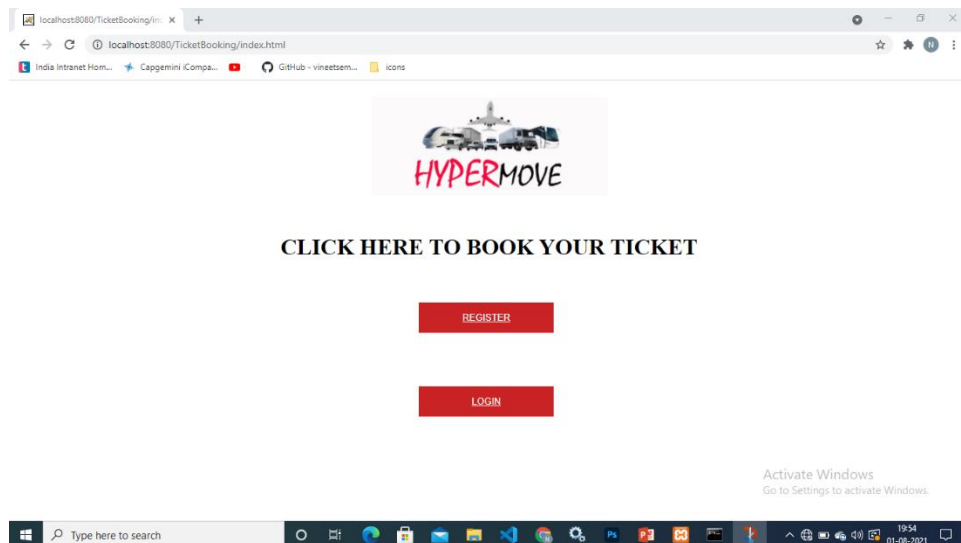 localhost:8080/TicketBooking/in
localhost:8080/TicketBooking/index.html
N
India Intranet Hom...
Capgemini iCompa...
GitHub - vineetsem...
icons
HYPERMOVE
CLICK HERE TO BOOK YOUR TICKET
REGISTER
LOGIN
Activate Windows
Go to Settings to activate Windows.
Type here to search
Ps
19:54
01-08-2021